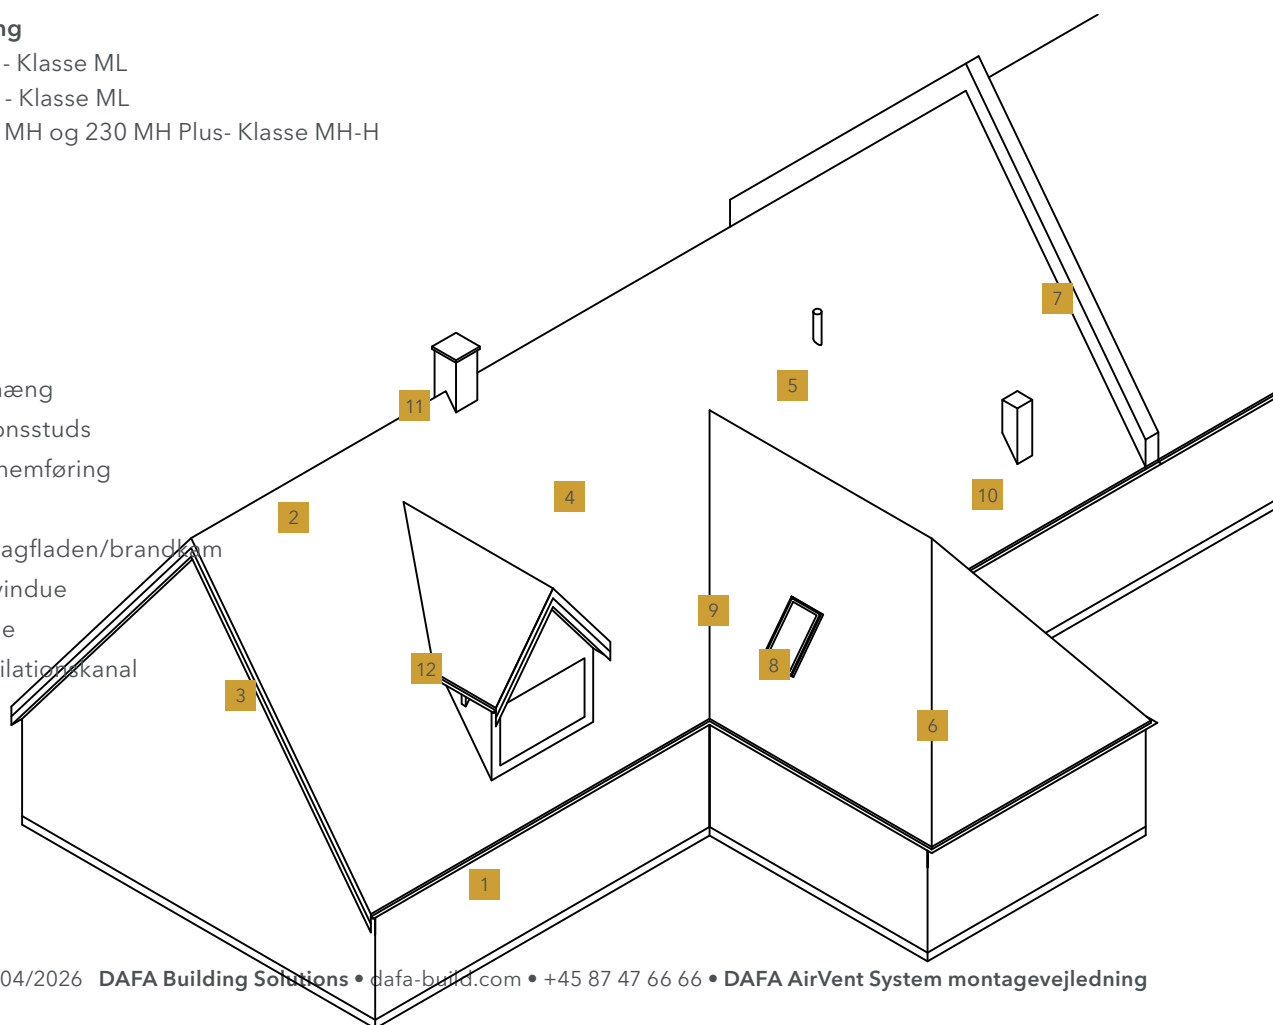 ng
- Klasse ML
- Klasse ML
MH og 230 MH Plus- Klasse MH-H
7
5
11
10
4
2
9
8
12
3
6
1
hæng
onsstuds
nemføring
agfladen/brandkam
vindue
e
ilationskanal
04/2026 DAFA Building Solutions • dafa-build.com • +45 87 47 66 66 • DAFA AirVent System montagevejledning